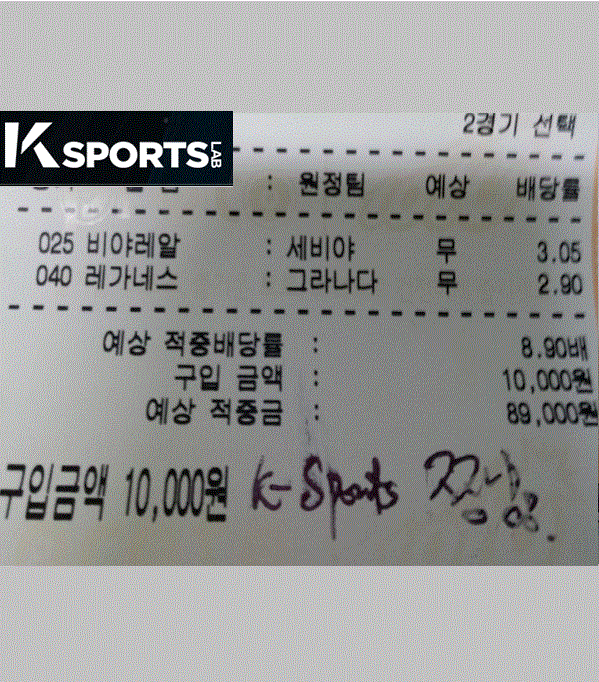 K SPORTS LAB
2경기 선택
: 원정팀 예상 배당률
025 비야레알 : 세비야 무 3.05
040 레가네스 : 그라나다 무 2.90
예상 적중배당률 : 8.90배
구입 금액 : 10,000원
예상 적중금 : 89,000원
구입금액 10,000원 K-Sports